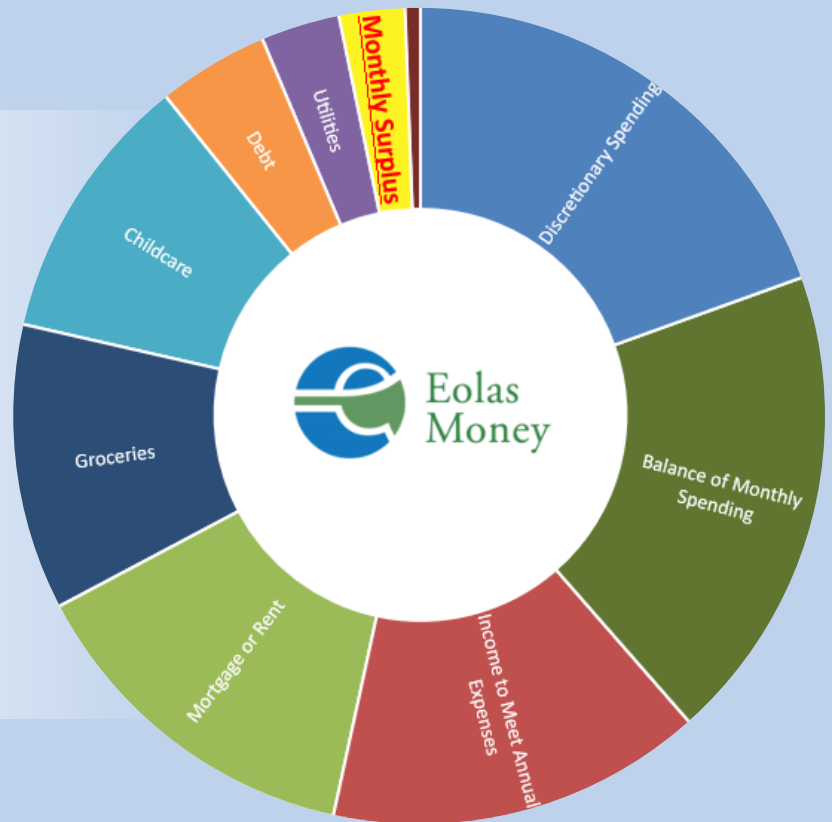 Discretionary Spending
Balance of Monthly
Spending
Income to Meet Annual
Expenses
Mortgage or Rent
Groceries
Childcare
Debt
Utilities
Monthly Surplus
Eolas
Money